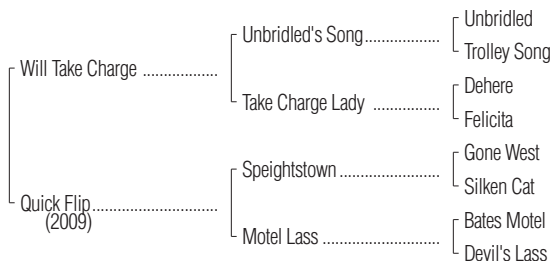 Unbridled
Unbridled's Song
Trolley Song
Will Take Charge
Dehere
Take Charge Lady
Felicita
Gone West
Speightstown
Silken Cat
Quick Flip
(2009)
Bates Motel
Motel Lass
Devil's Lass